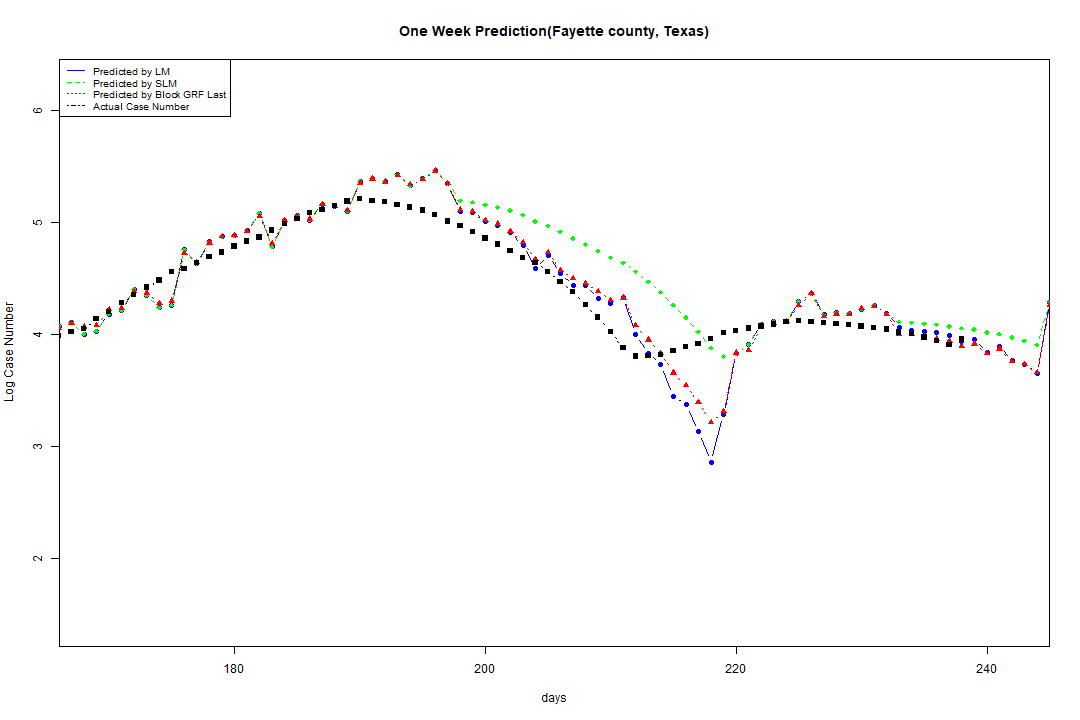 One Week Prediction(Fayette county, Texas)
Predicted by LM
Predicted by SLM
Predicted by Block GRF Last
Actual Case Number
6
5
4
3
2
Log Case Number
180 200 220 240
days